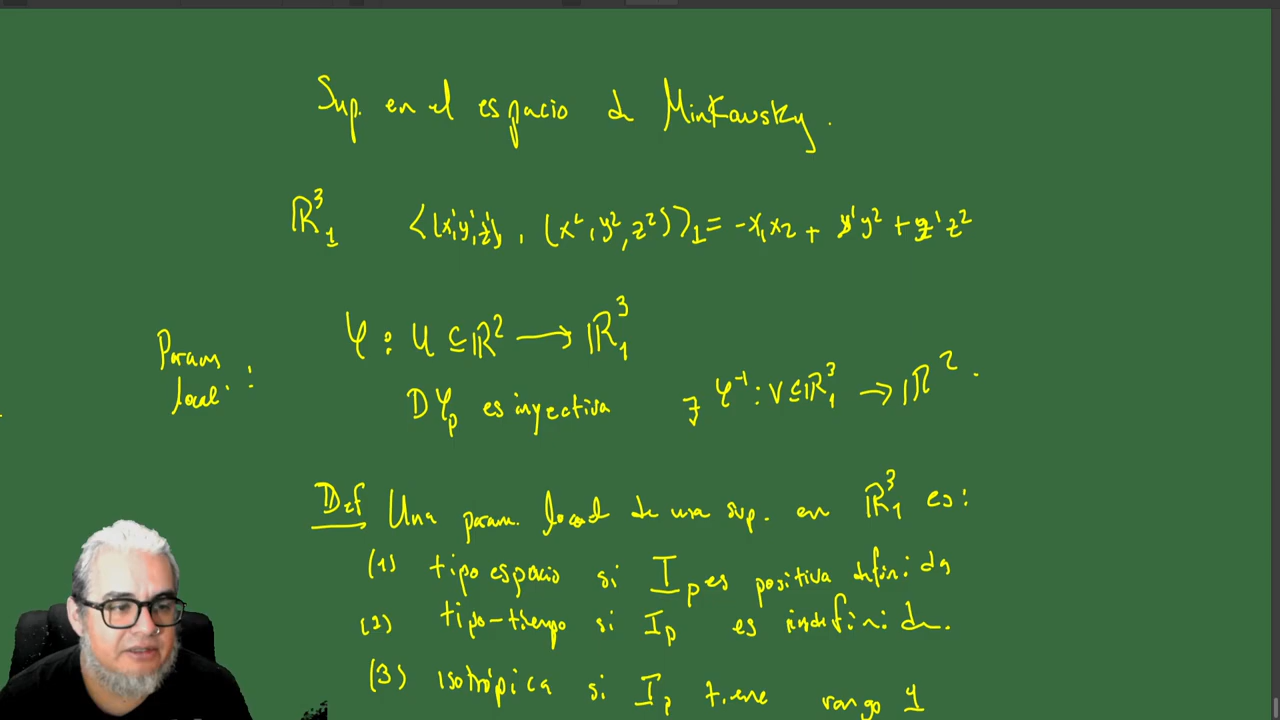 Sup. en el espacio de Minkowsky.
ℝ³₁ ⟨(x¹,y¹,z¹), (x²,y²,z²)⟩₁ = -x₁x₂ + y¹y² + z¹z²
Param local: φ : U ⊆ ℝ² ⟶ ℝ³₁
Dφₚ es inyectiva ∃ φ⁻¹ : V ⊆ ℝ³₁ → ℝ².
Def Una param. local de una sup. en ℝ³₁ es:
(1) tipo espacio si Iₚ es positiva definida
(2) tipo-tiempo si Iₚ es indefinida.
(3) isotrópica si Iₚ tiene rango 1